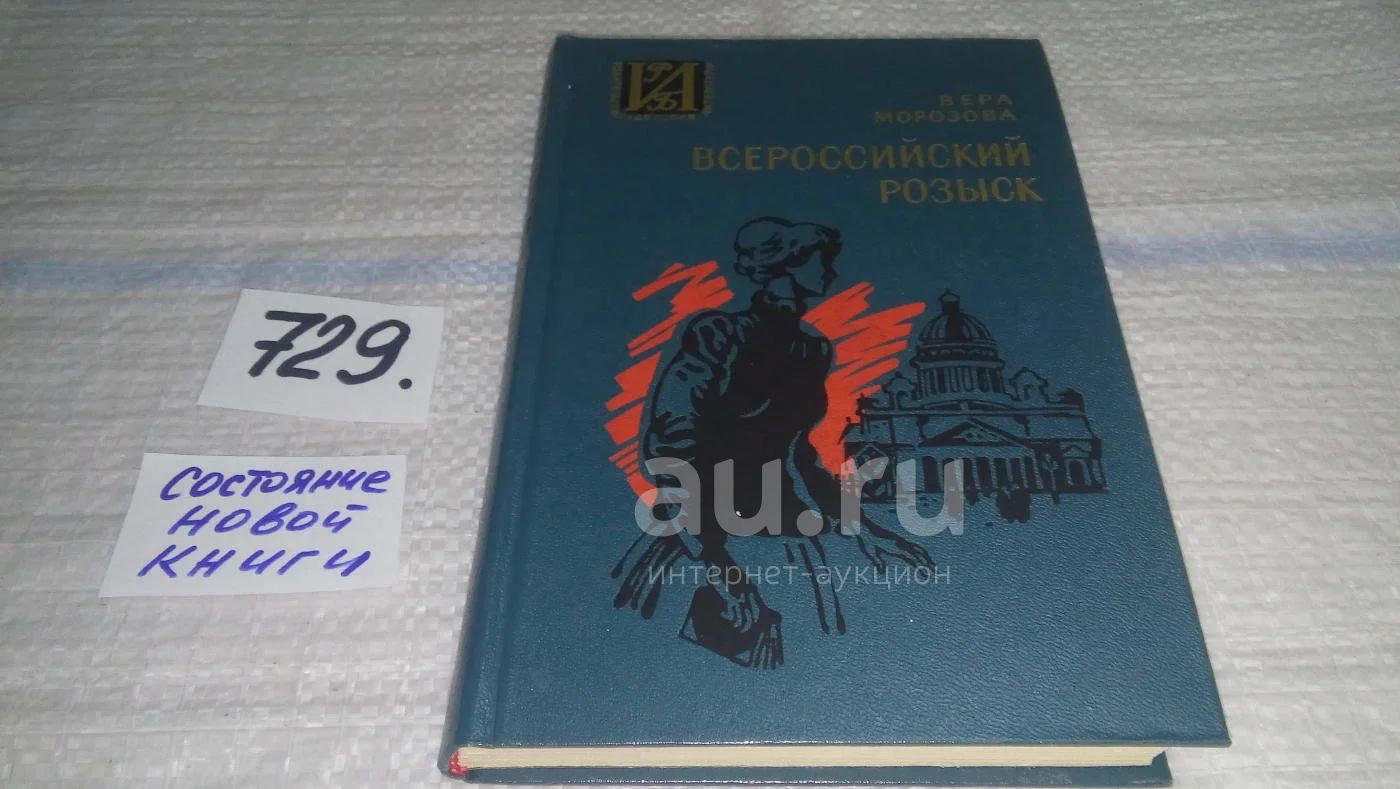 ВЕРА
МОРОЗОВА
ВСЕРОССИЙСКИЙ
РОЗЫСК
729.
СОСТОЯНИЕ
НОВОЙ
КНИГИ
au.ru
интернет-аукцион